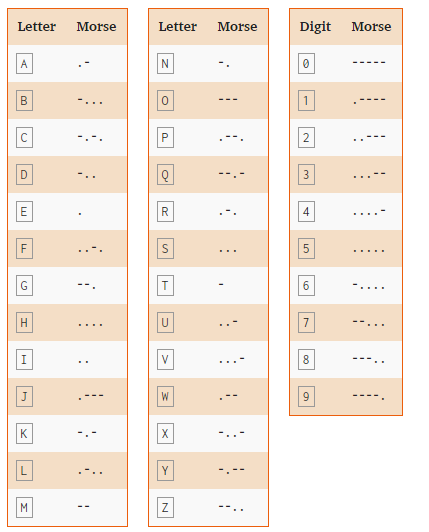 Letter Morse Letter Morse Digit Morse
A .- N -. 0 -----
B -... O --- 1 .----
C -.-. P .--. 2 ..---
D -.. Q --.- 3 ...--
E . R .-. 4 ....-
F ..-. S ... 5 .....
G --. T - 6 -....
H .... U ..- 7 --...
I .. V ...- 8 ---..
J .--- W .-- 9 ----.
K -.- X -..-
L .-.. Y -.--
M -- Z --..